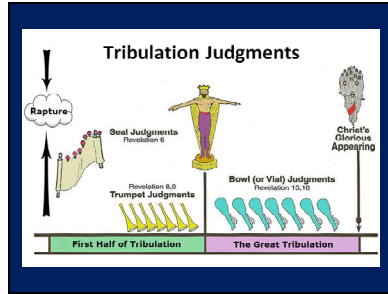 Tribulation Judgments
Rapture
Seal Judgments
Revelation 6
Christ's
Glorious
Appearing
Revelation 8,9
Trumpet Judgments
Bowl (or Vial) Judgments
Revelation 15,16
First Half of Tribulation
The Great Tribulation